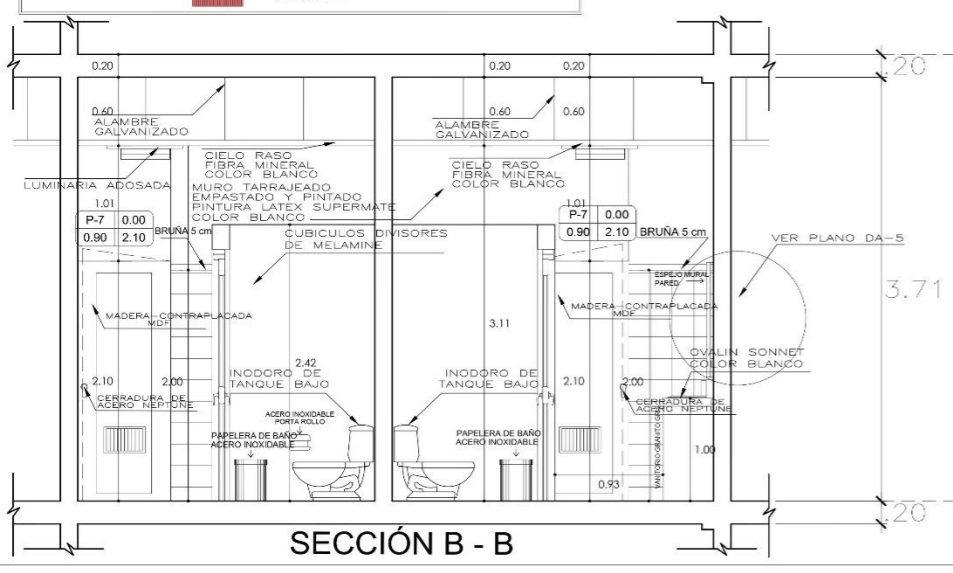 0.20
0.20
0.20
.20
0.60
ALAMBRE
GALVANIZADO
0.60
0.60
ALAMBRE
GALVANIZADO
CIELO RASO
FIBRA MINERAL
COLOR BLANCO
CIELO RASO
FIBRA MINERAL
COLOR BLANCO
LUMINARIA ADOSADA
MURO TARRAJEADO
EMPASTADO Y PINTADO
PINTURA LATEX SUPERMATE
COLOR BLANCO
1.01
P-7 0.00
0.90 2.10
BRUÑA 5 cm
CUBICULOS DIVISORES
DE MELAMINE
1.01
P-7 0.00
0.90 2.10
BRUÑA 5 cm
VER PLANO DA-5
ESPEJO MURAL
PARED
3.71
MADERA CONTRAPLACADA
MDF
3.11
MADERA CONTRAPLACADA
MDF
2.42
INODORO DE
TANQUE BAJO
INODORO DE
TANQUE BAJO
OVALIN SONNET
COLOR BLANCO
2.10
2.00
2.10
2.00
CERRADURA DE
ACERO NEPTUNE
CERRADURA DE
ACERO NEPTUNE
ACERO INOXIDABLE
PORTA ROLLO
PAPELERA DE BAÑO
ACERO INOXIDABLE
PAPELERA DE BAÑO
ACERO INOXIDABLE
1.00
0.93
.20
SECCIÓN B - B